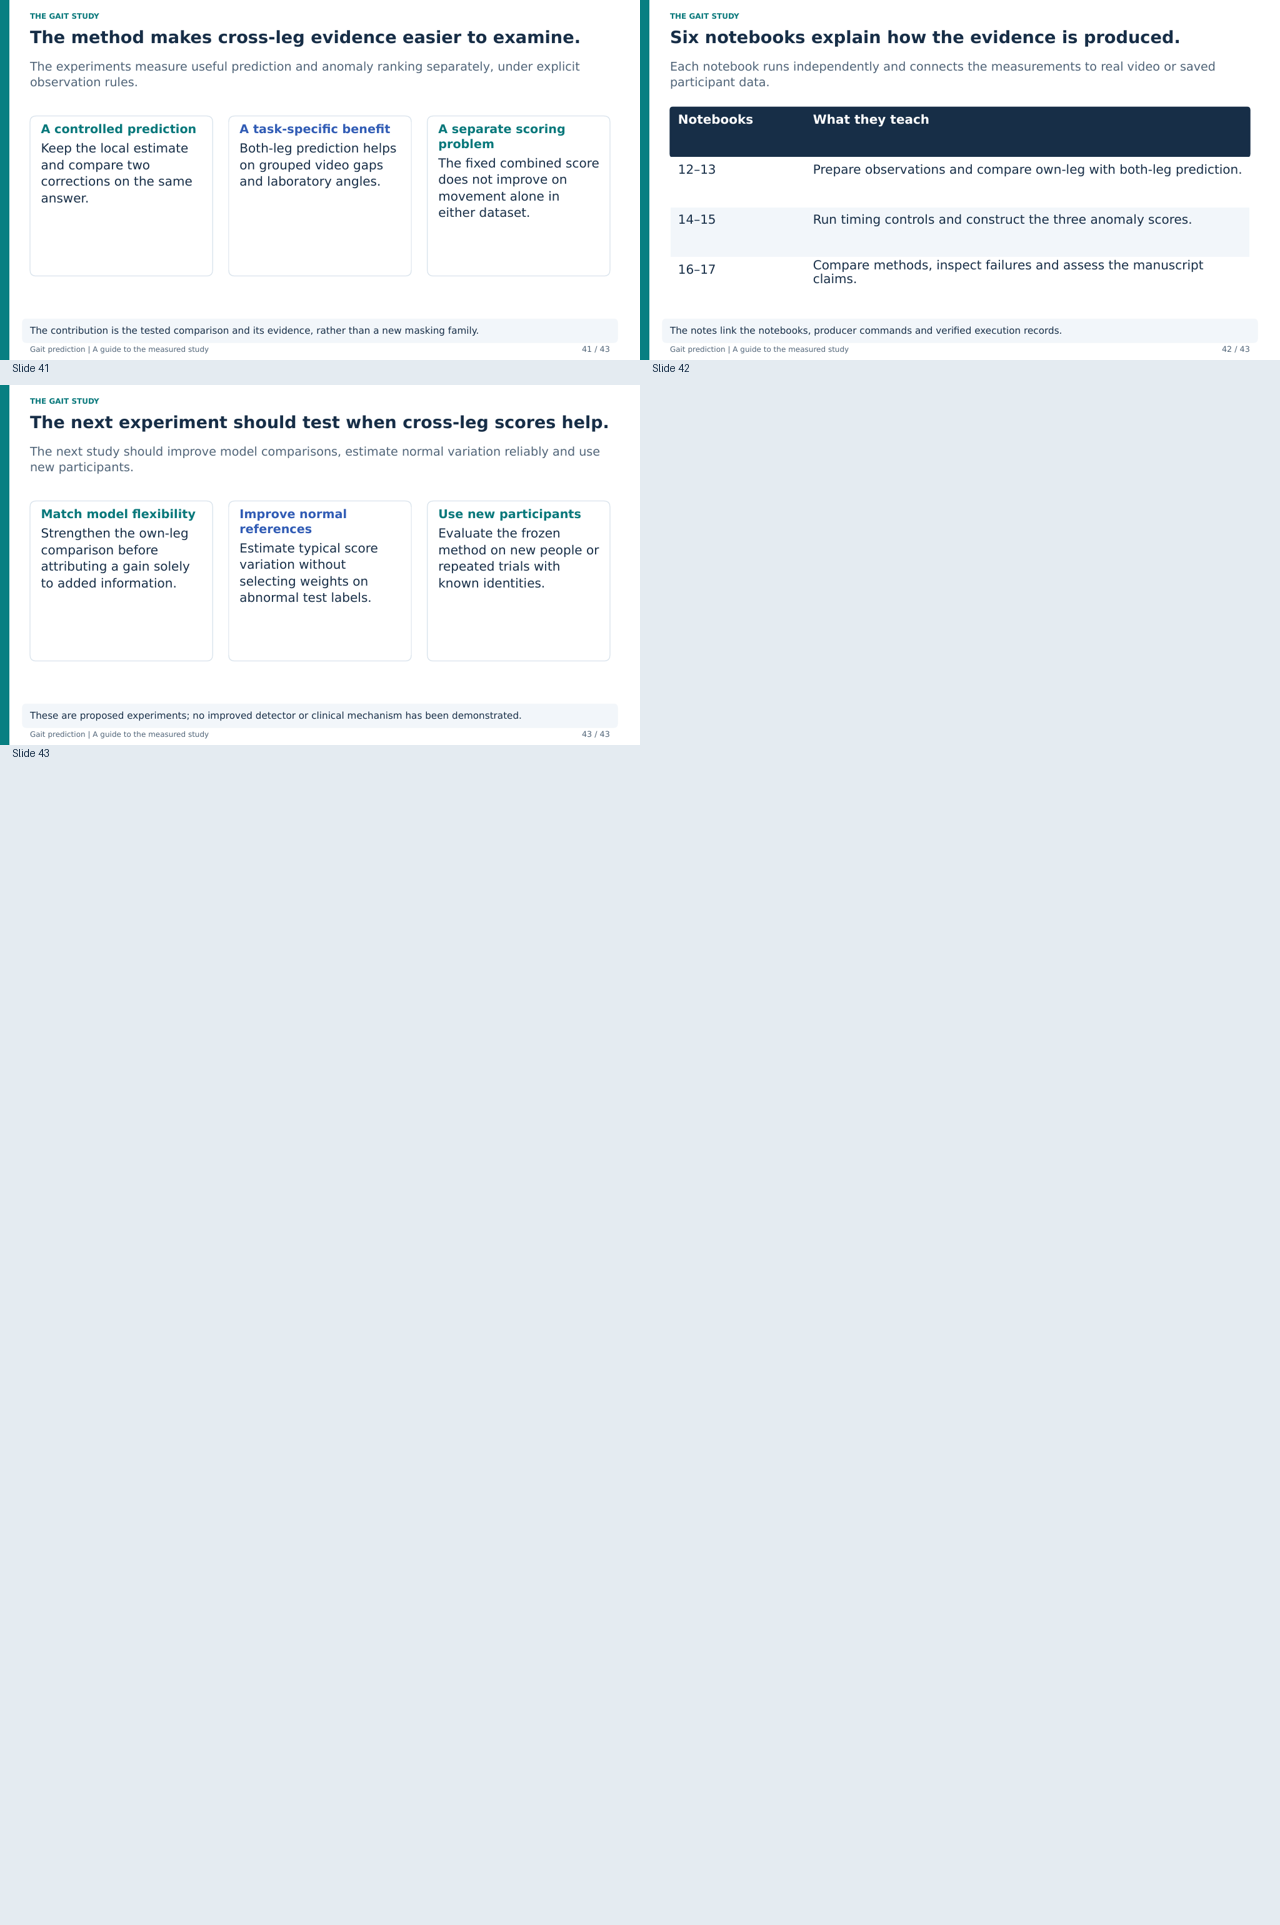 THE GAIT STUDY
The method makes cross-leg evidence easier to examine.
The experiments measure useful prediction and anomaly ranking separately, under explicit
observation rules.
A controlled prediction
Keep the local estimate
and compare two
corrections on the same
answer.
A task-specific benefit
Both-leg prediction helps
on grouped video gaps
and laboratory angles.
A separate scoring
problem
The fixed combined score
does not improve on
movement alone in
either dataset.
The contribution is the tested comparison and its evidence, rather than a new masking family.
Gait prediction | A guide to the measured study
41 / 43
Slide 41
THE GAIT STUDY
Six notebooks explain how the evidence is produced.
Each notebook runs independently and connects the measurements to real video or saved
participant data.
Notebooks
What they teach
12–13
Prepare observations and compare own-leg with both-leg prediction.
14–15
Run timing controls and construct the three anomaly scores.
16–17
Compare methods, inspect failures and assess the manuscript
claims.
The notes link the notebooks, producer commands and verified execution records.
Gait prediction | A guide to the measured study
42 / 43
Slide 42
THE GAIT STUDY
The next experiment should test when cross-leg scores help.
The next study should improve model comparisons, estimate normal variation reliably and use
new participants.
Match model flexibility
Strengthen the own-leg
comparison before
attributing a gain solely
to added information.
Improve normal
references
Estimate typical score
variation without
selecting weights on
abnormal test labels.
Use new participants
Evaluate the frozen
method on new people or
repeated trials with
known identities.
These are proposed experiments; no improved detector or clinical mechanism has been demonstrated.
Gait prediction | A guide to the measured study
43 / 43
Slide 43